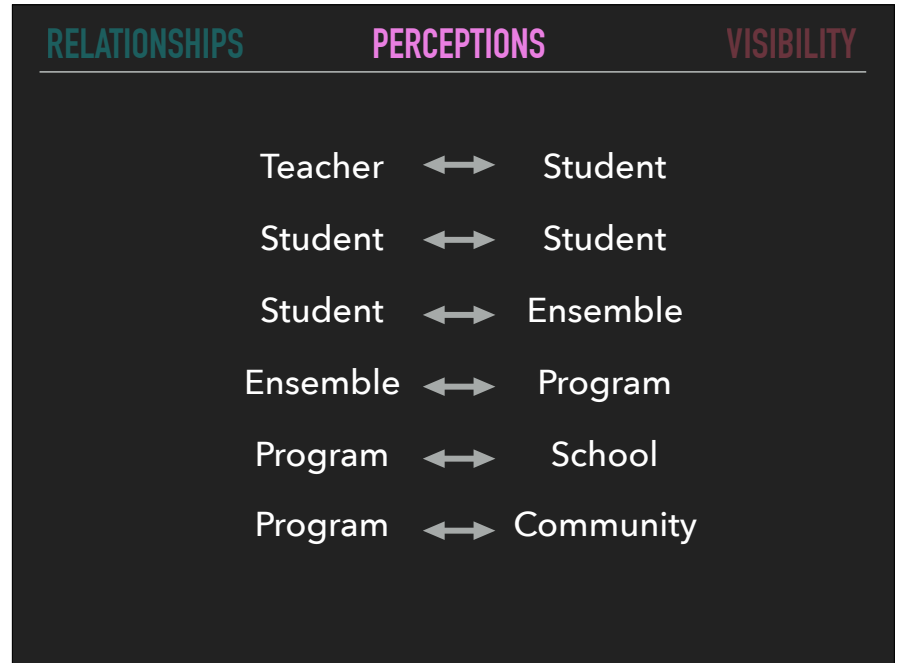 RELATIONSHIPS PERCEPTIONS VISIBILITY
Teacher Student
Student Student
Student Ensemble
Ensemble Program
Program School
Program Community